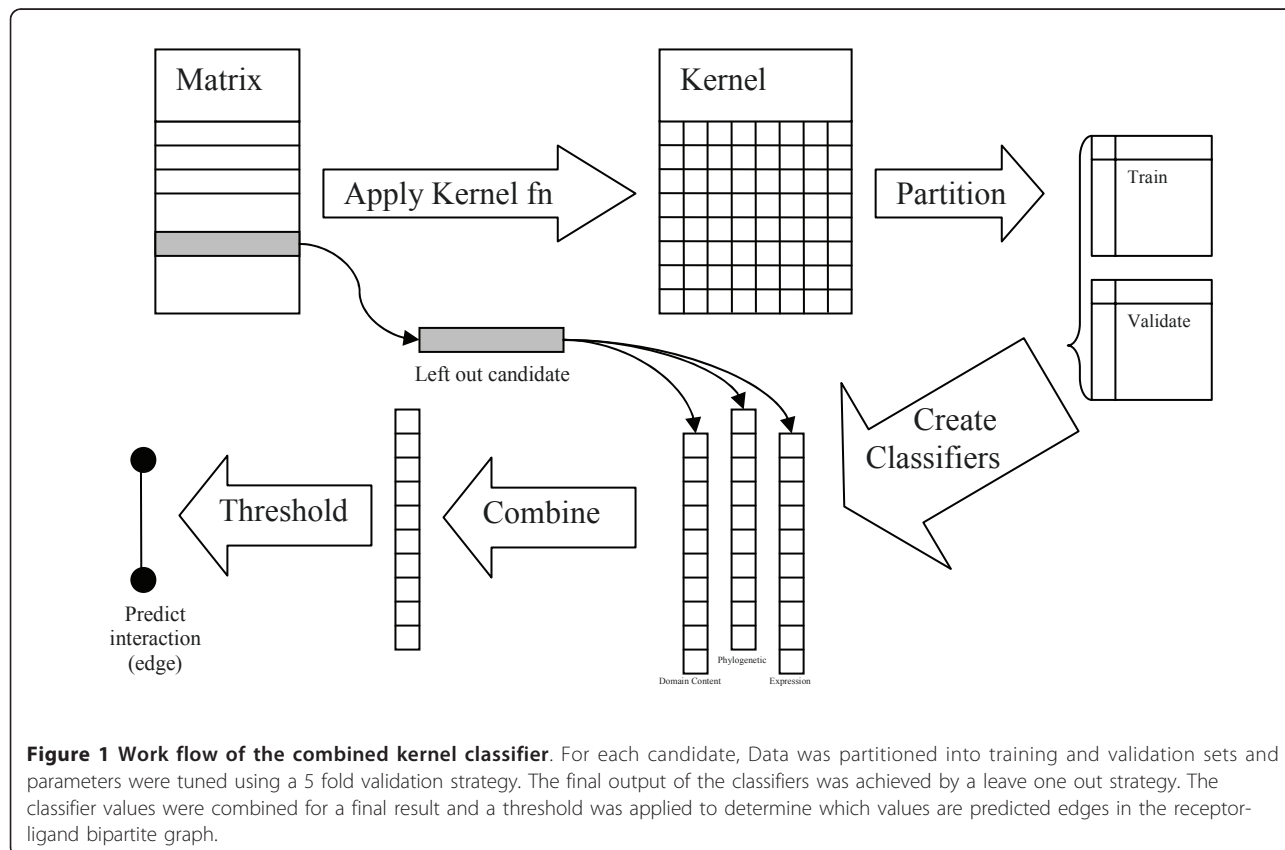 Matrix
Kernel
Apply Kernel fn
Partition
Train
Validate
Left out candidate
Create
Classifiers
Threshold
Combine
Predict
interaction
(edge)
Domain Content
Phylogenetic
Expression
Figure 1 Work flow of the combined kernel classifier. For each candidate, Data was partitioned into training and validation sets and
parameters were tuned using a 5 fold validation strategy. The final output of the classifiers was achieved by a leave one out strategy. The
classifier values were combined for a final result and a threshold was applied to determine which values are predicted edges in the receptor-
ligand bipartite graph.